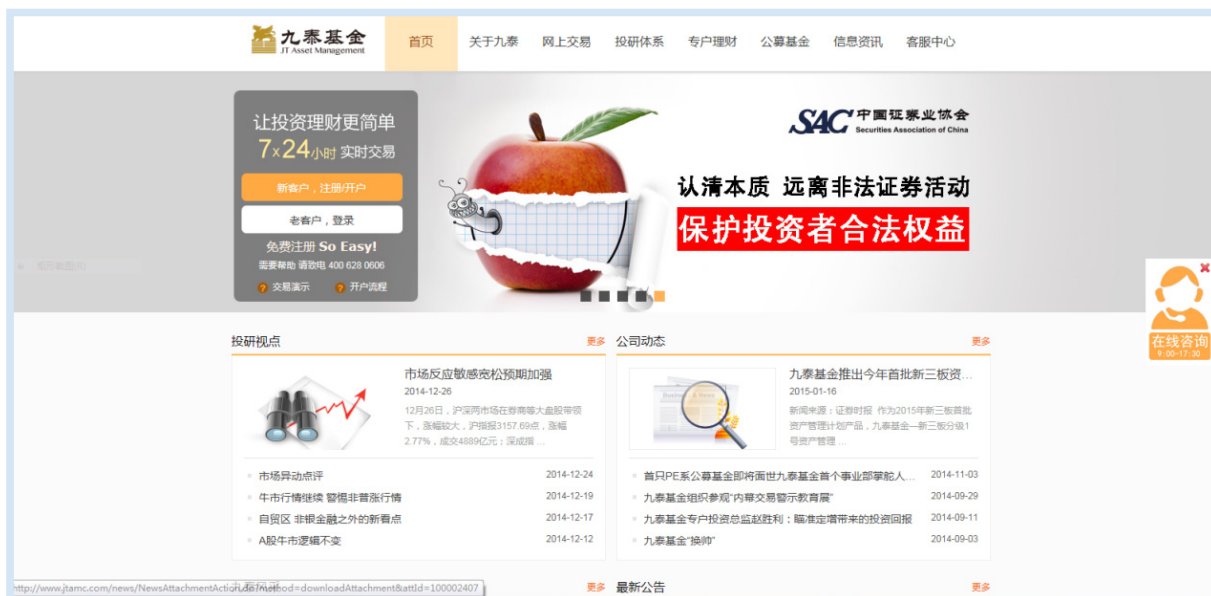 九泰基金
JT Asset Management
首页
关于九泰
网上交易
投研体系
专户理财
公募基金
信息资讯
客服中心
让投资理财更简单
7×24小时 实时交易
新客户，注册/开户
老客户，登录
免费注册 So Easy!
需要帮助 请致电 400 628 0606
? 交易演示
? 开户流程
SAC 中国证券业协会
Securities Association of China
认清本质 远离非法证券活动
保护投资者合法权益
在线咨询
9:00-17:30
投研视点
更多
市场反应敏感宽松预期加强
2014-12-26
12月26日，沪深两市场在券商等大盘股带领
下，涨幅较大，沪指报3157.69点，涨幅
2.77%，成交4889亿元；深成指 ...
市场异动点评 2014-12-24
牛市行情继续 警惕非普涨行情 2014-12-19
自贸区 非银金融之外的新看点 2014-12-17
A股牛市逻辑不变 2014-12-12
公司动态
更多
九泰基金推出今年首批新三板资...
2015-01-16
新闻来源：证券时报 作为2015年新三板首批
资产管理计划产品，九泰基金—新三板分级1
号资产管理 ...
首只PE系公募基金即将面世九泰基金首个事业部掌舵人... 2014-11-03
九泰基金组织参观"内幕交易警示教育展" 2014-09-29
九泰基金专户投资总监赵胜利：瞄准定增带来的投资回报 2014-09-11
九泰基金"换帅" 2014-09-03
http://www.jtamc.com/news/NewsAttachmentAction.do?method=downloadAttachment&attId=100002407
更多
最新公告
更多